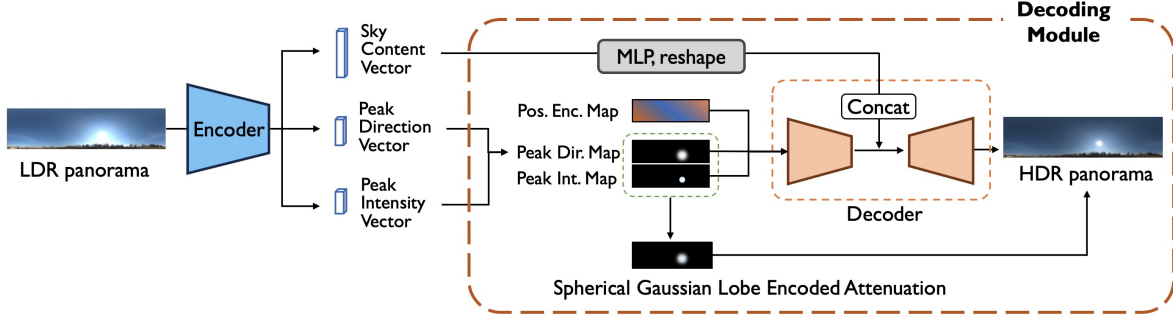 Decoding
Module
Sky
Content
Vector
MLP, reshape
Pos. Enc. Map
Concat
Encoder
Peak
Direction
Vector
Peak Dir. Map
Peak Int. Map
LDR panorama
HDR panorama
Peak
Intensity
Vector
Decoder
Spherical Gaussian Lobe Encoded Attenuation